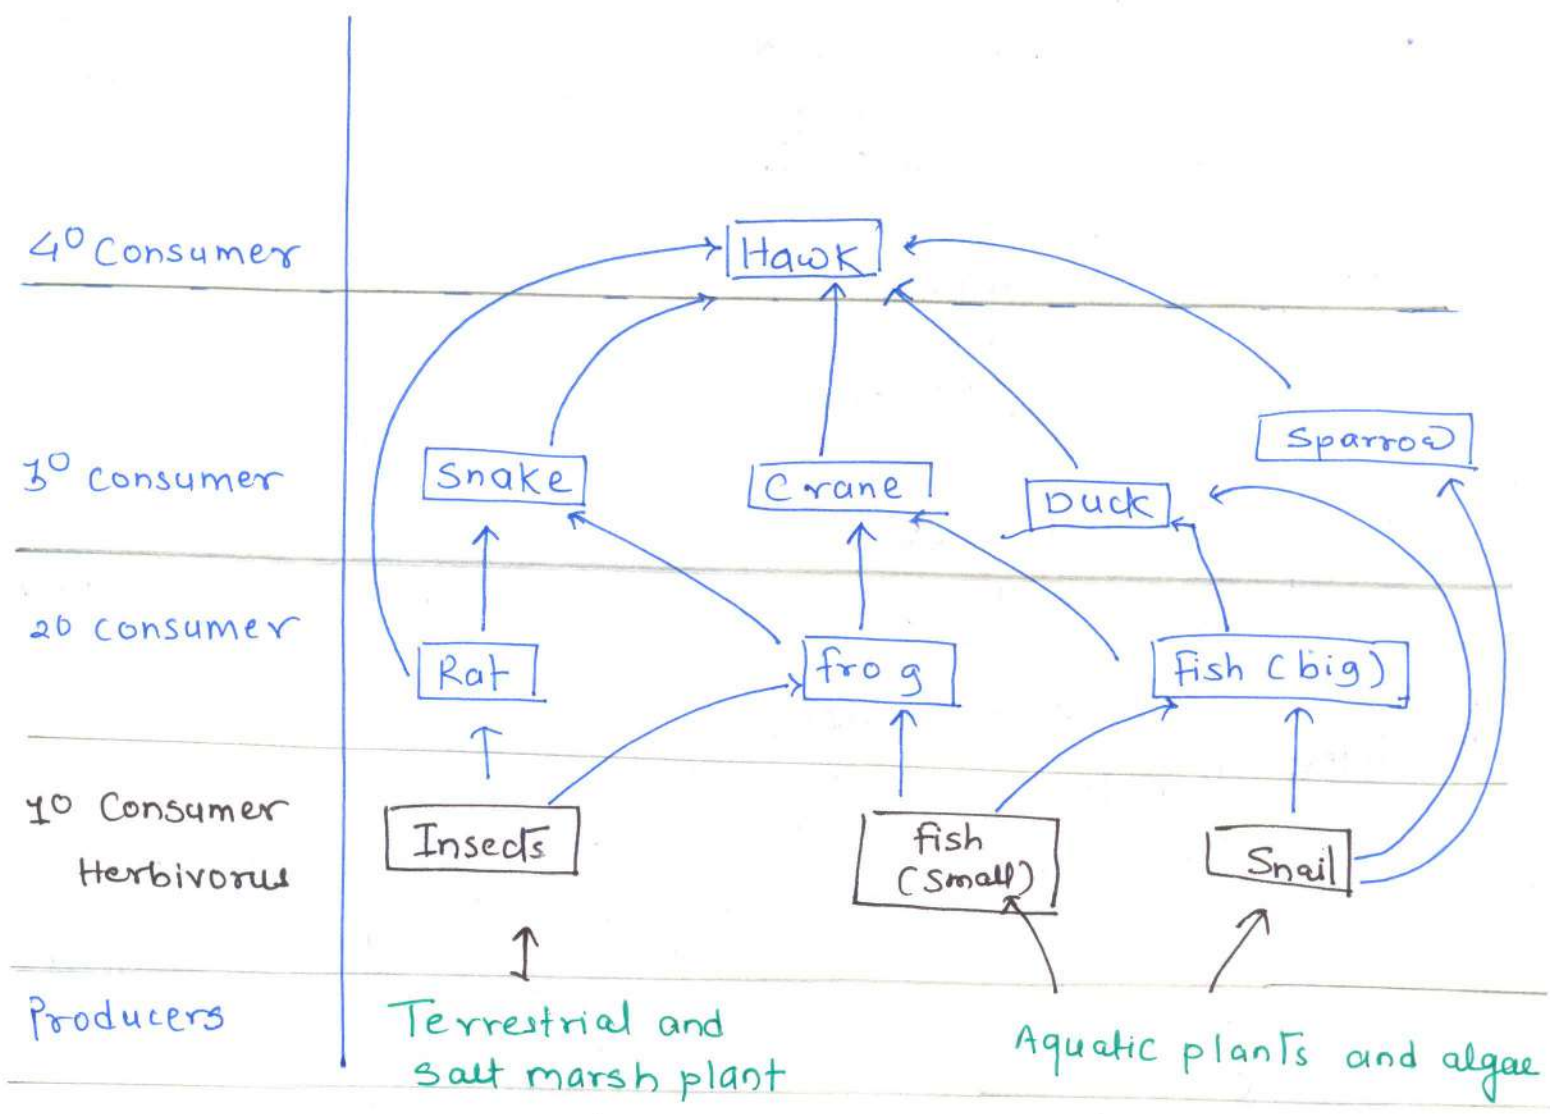 4° Consumer
Hawk
3° consumer
Snake
Crane
Duck
Sparrow
2° consumer
Rat
frog
fish (big)
1° Consumer
Herbivorus
Insects
fish
(small)
Snail
Producers
Terrestrial and
salt marsh plant
Aquatic plants and algae